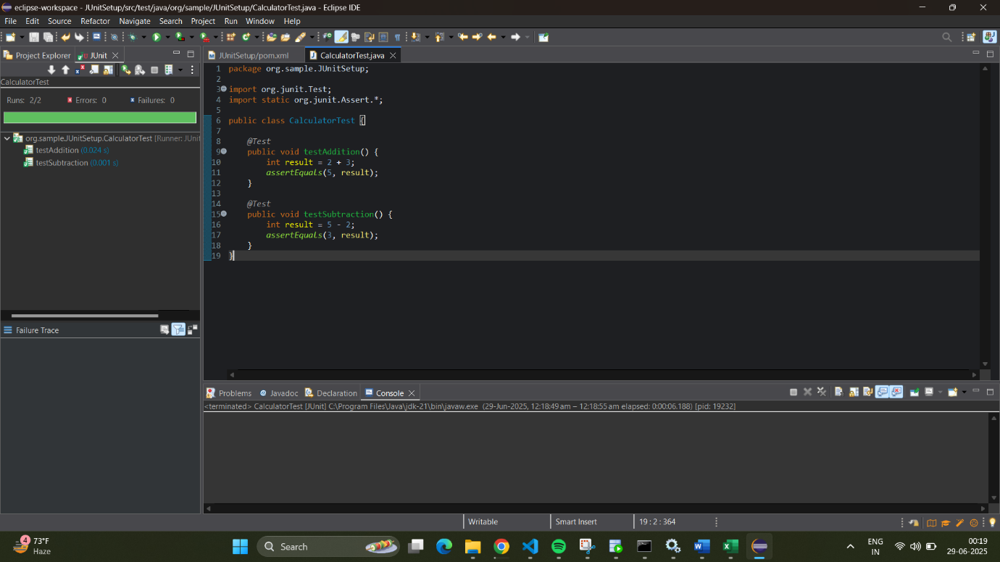 eclipse-workspace - JUnitSetup/src/test/java/org/sample/JUnitSetup/CalculatorTest.java - Eclipse IDE
File Edit Source Refactor Navigate Search Project Run Window Help
Project Explorer JUnit
CalculatorTest
Runs: 2/2 Errors: 0 Failures: 0
org.sample.JUnitSetup.CalculatorTest [Runner: JUnit
testAddition (0.024 s)
testSubtraction (0.001 s)
Failure Trace
JUnitSetup/pom.xml CalculatorTest.java
1 package org.sample.JUnitSetup;
2
3 import org.junit.Test;
4 import static org.junit.Assert.*;
5
6 public class CalculatorTest {
7
8 @Test
9 public void testAddition() {
10 int result = 2 + 3;
11 assertEquals(5, result);
12 }
13
14 @Test
15 public void testSubtraction() {
16 int result = 5 - 2;
17 assertEquals(3, result);
18 }
19 }
Problems Javadoc Declaration Console
<terminated> CalculatorTest [JUnit] C:\Program Files\Java\jdk-21\bin\javaw.exe (29-Jun-2025, 12:18:49 am – 12:18:55 am elapsed: 0:00:06.188) [pid: 19232]
Writable Smart Insert 19 : 2 : 364
4
73°F
Haze
Search
ENG
IN
00:19
29-06-2025